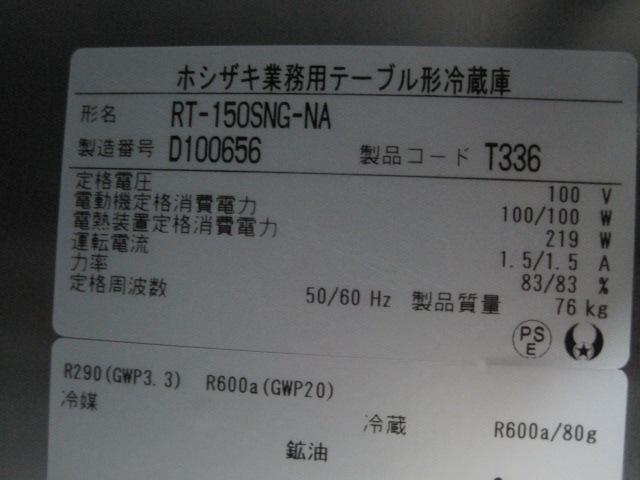 ホシザキ業務用テーブル形冷蔵庫
形名 RT-150SNG-NA
製造番号 D100656 製品コード T336
定格電圧 100 V
電動機定格消費電力 100/100 W
電熱装置定格消費電力 219 W
運転電流 1.5/1.5 A
力率 83/83 %
定格周波数 50/60 Hz 製品質量 76 kg
PS E
R290(GWP3.3) R600a(GWP20)
冷媒
冷蔵 R600a/80g
鉱油